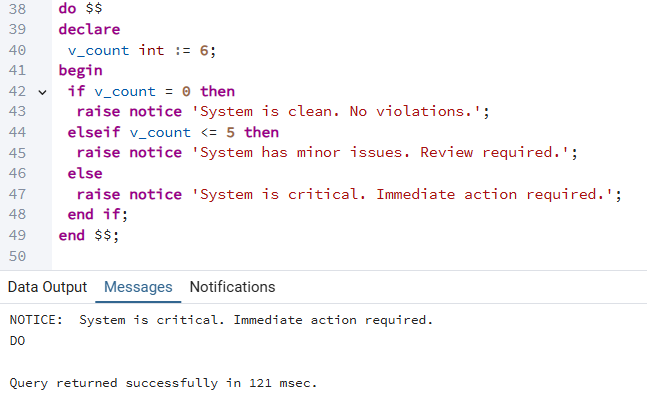 38 do $$
39 declare
40 v_count int := 6;
41 begin
42 if v_count = 0 then
43 raise notice 'System is clean. No violations.';
44 elseif v_count <= 5 then
45 raise notice 'System has minor issues. Review required.';
46 else
47 raise notice 'System is critical. Immediate action required.';
48 end if;
49 end $$;
50
Data Output Messages Notifications
NOTICE:  System is critical. Immediate action required.
DO
Query returned successfully in 121 msec.